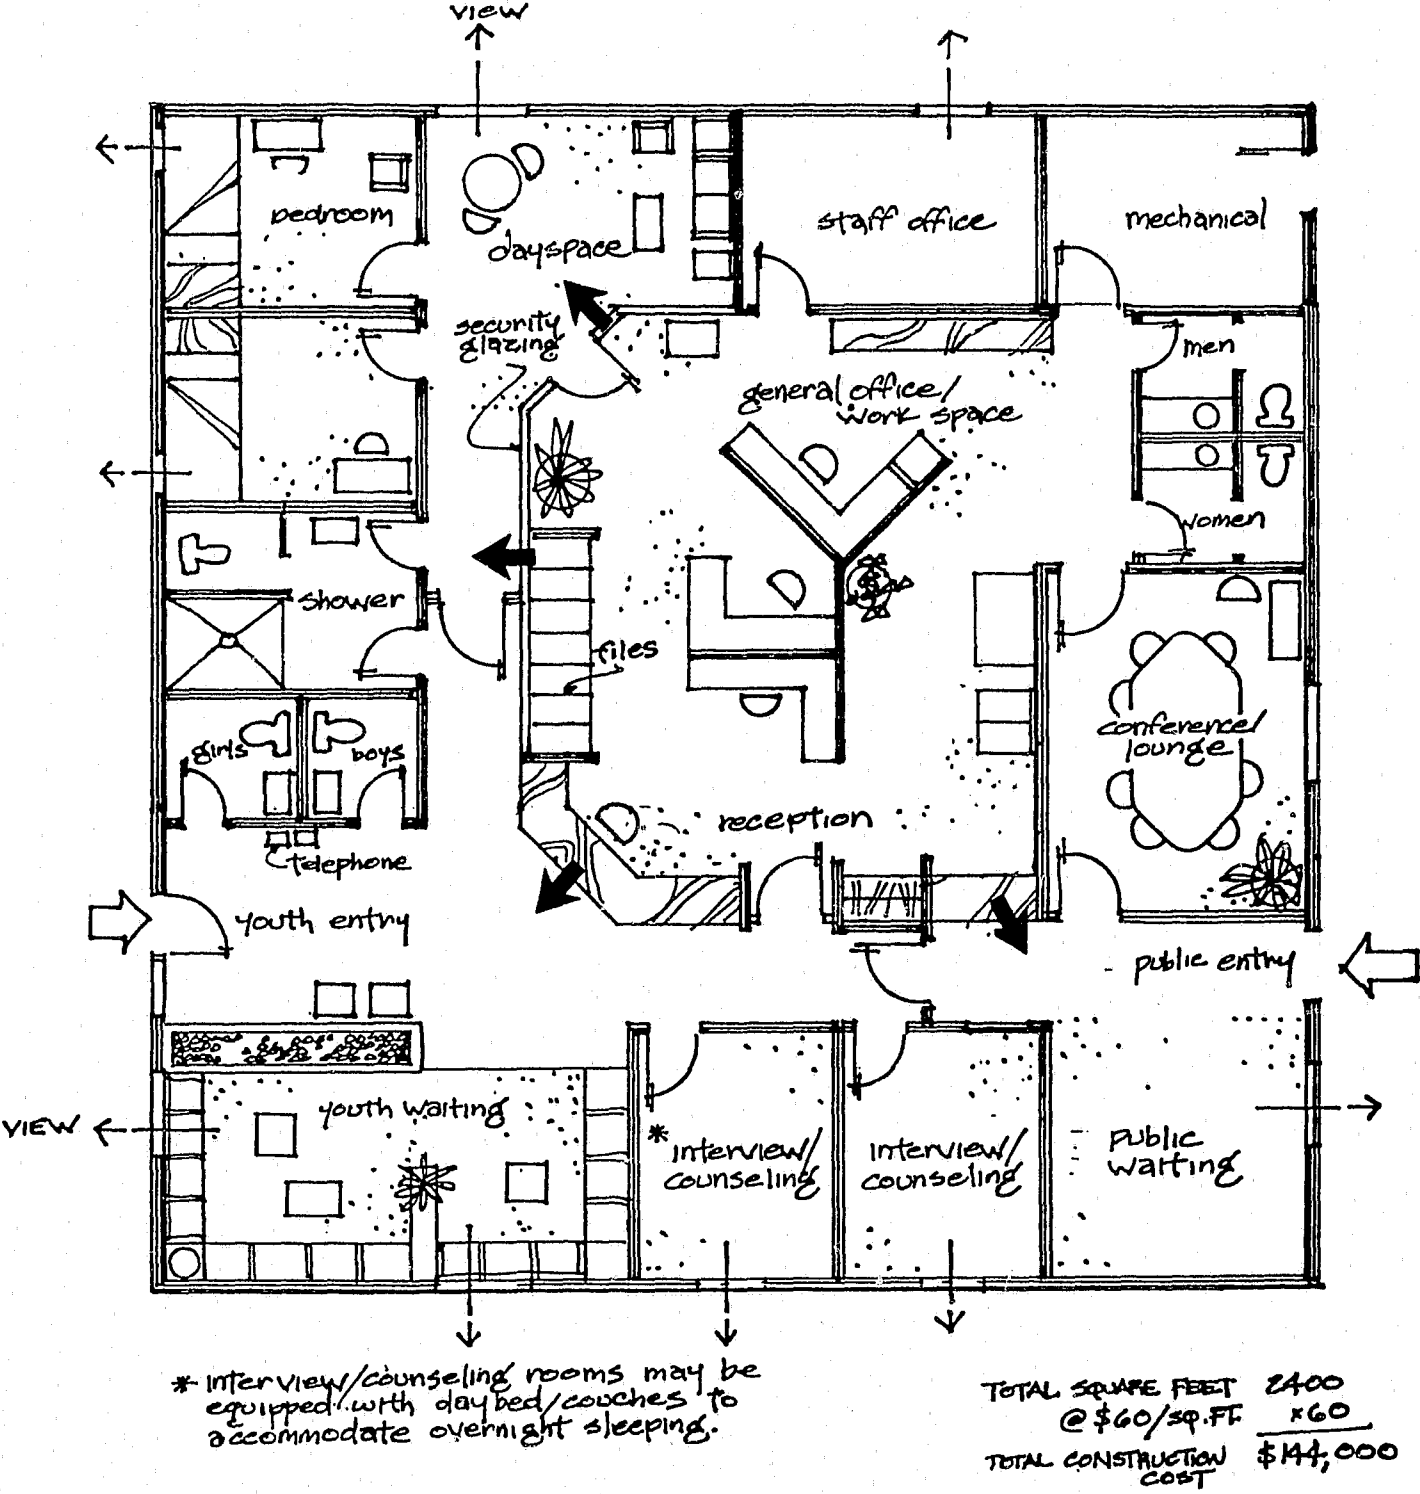 VIEW
bedroom
dayspace
staff office
mechanical
security
glazing
men
general office/
work space
women
shower
files
conference/
lounge
girls
boys
reception
telephone
youth entry
public entry
youth waiting
VIEW
* interview/
counseling
interview/
counseling
public
waiting
* interview/counseling rooms may be
equipped with daybed/couches to
accommodate overnight sleeping.
TOTAL SQUARE FEET 2400
@ $60/SQ.FT. x60
TOTAL CONSTRUCTION $144,000
COST